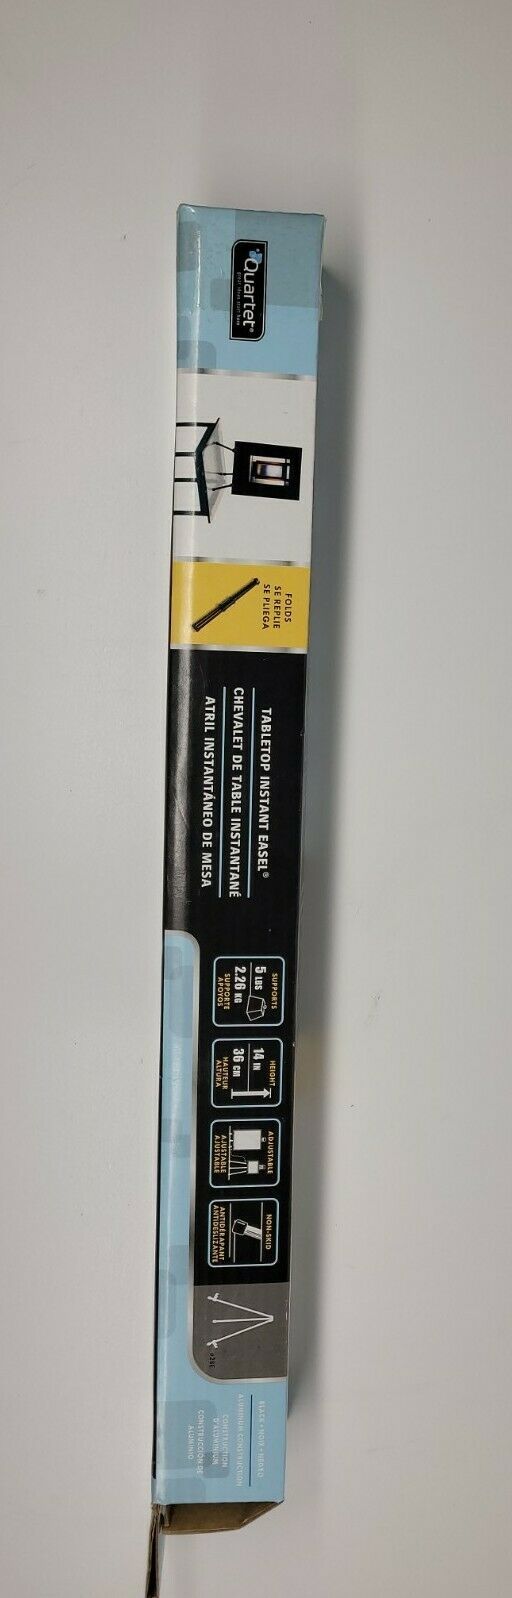 Quartet®
FOLDS
SE REPLIE
SE PLIEGA
TABLETOP INSTANT EASEL®
CHEVALET DE TABLE INSTANTANÉ
ATRIL INSTANTÁNEO DE MESA
SUPPORTS
5 LBS
2.26 KG
SUPPORTE
APOYOS
HEIGHT
14 IN
36 CM
HAUTEUR
ALTURA
ADJUSTABLE
AJUSTABLE
AJUSTABLE
NON-SKID
ANTIDÉRAPANT
ANTIDESLIZANTE
BLACK • NOIR • NEGRO
ALUMINUM CONSTRUCTION
CONSTRUCTION
D'ALUMINIUM
CONSTRUCCIÓN DE
ALUMINIO